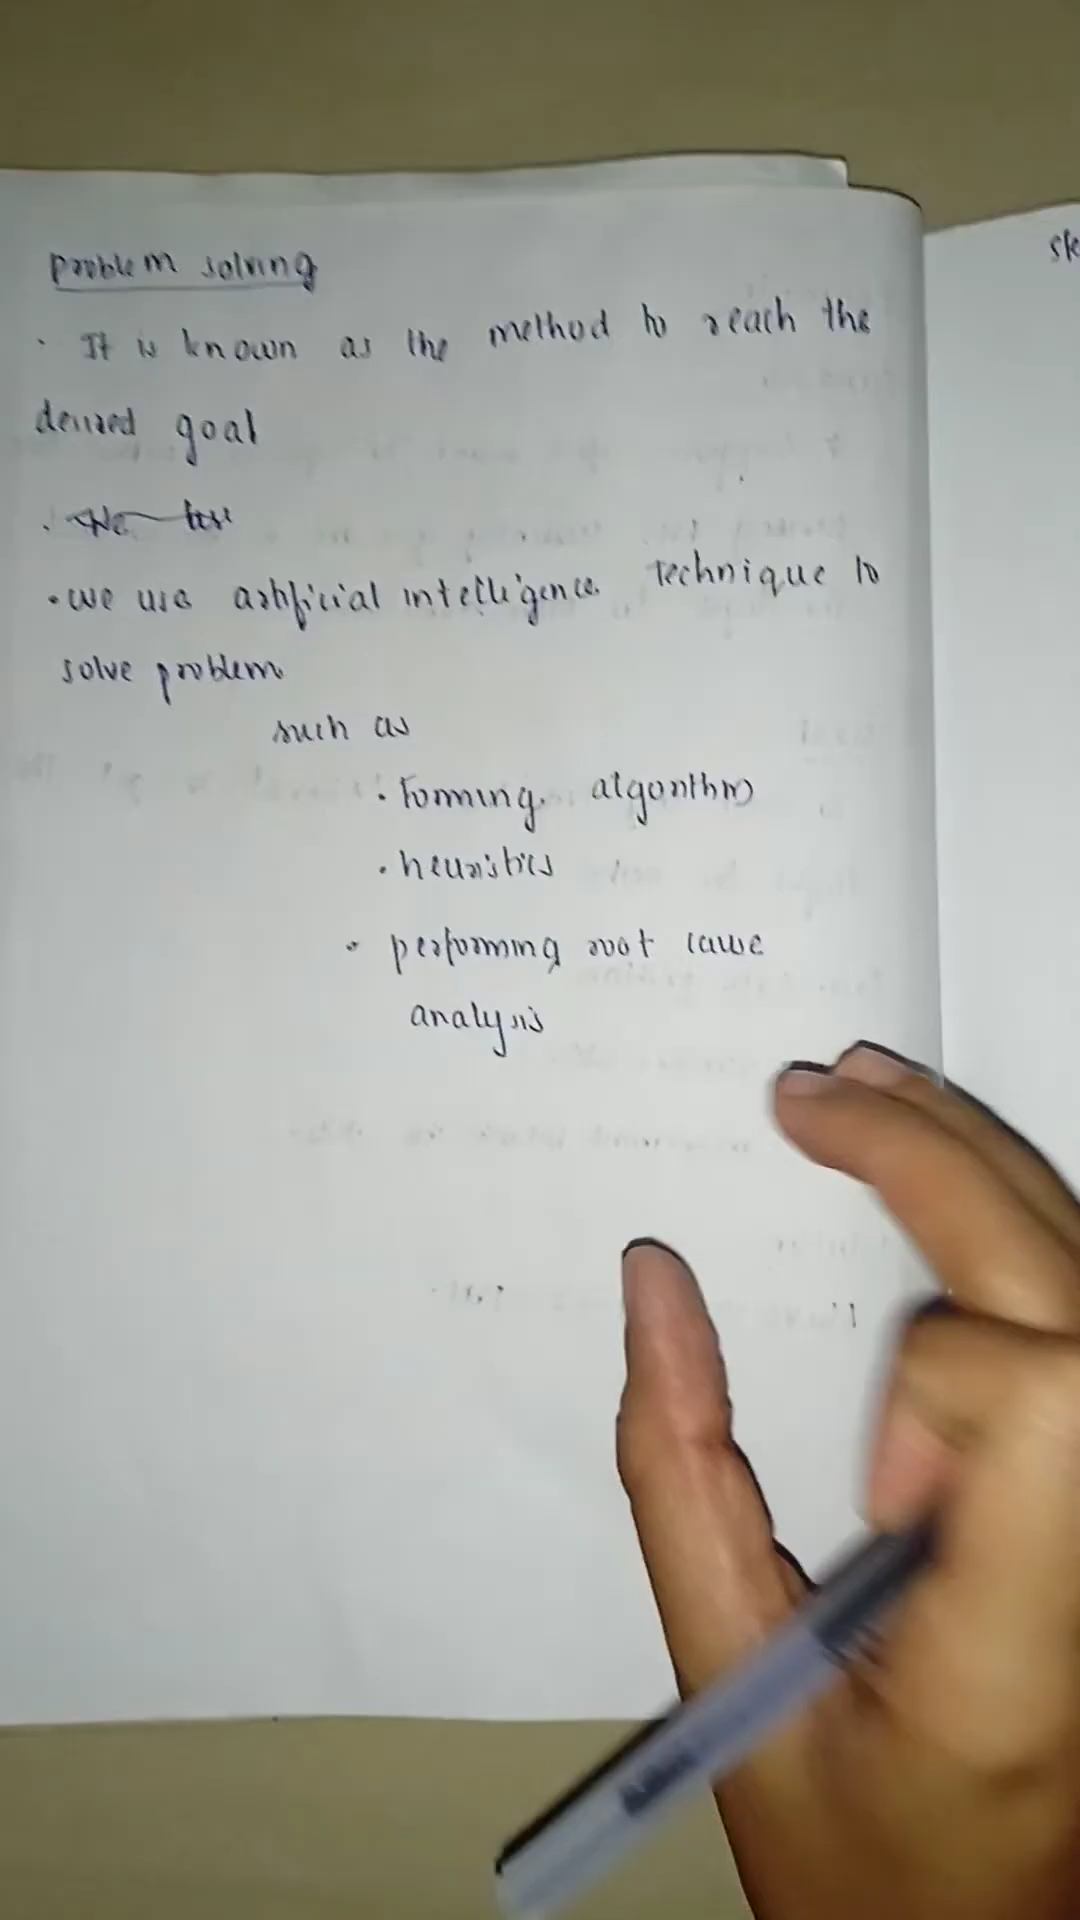 problem solving
· It is known as the method to reach the
desired goal
· We
· we use artificial intelligence technique to
solve problem
such as
· Forming algorithm
· heuristics
· performing root cause
analysis